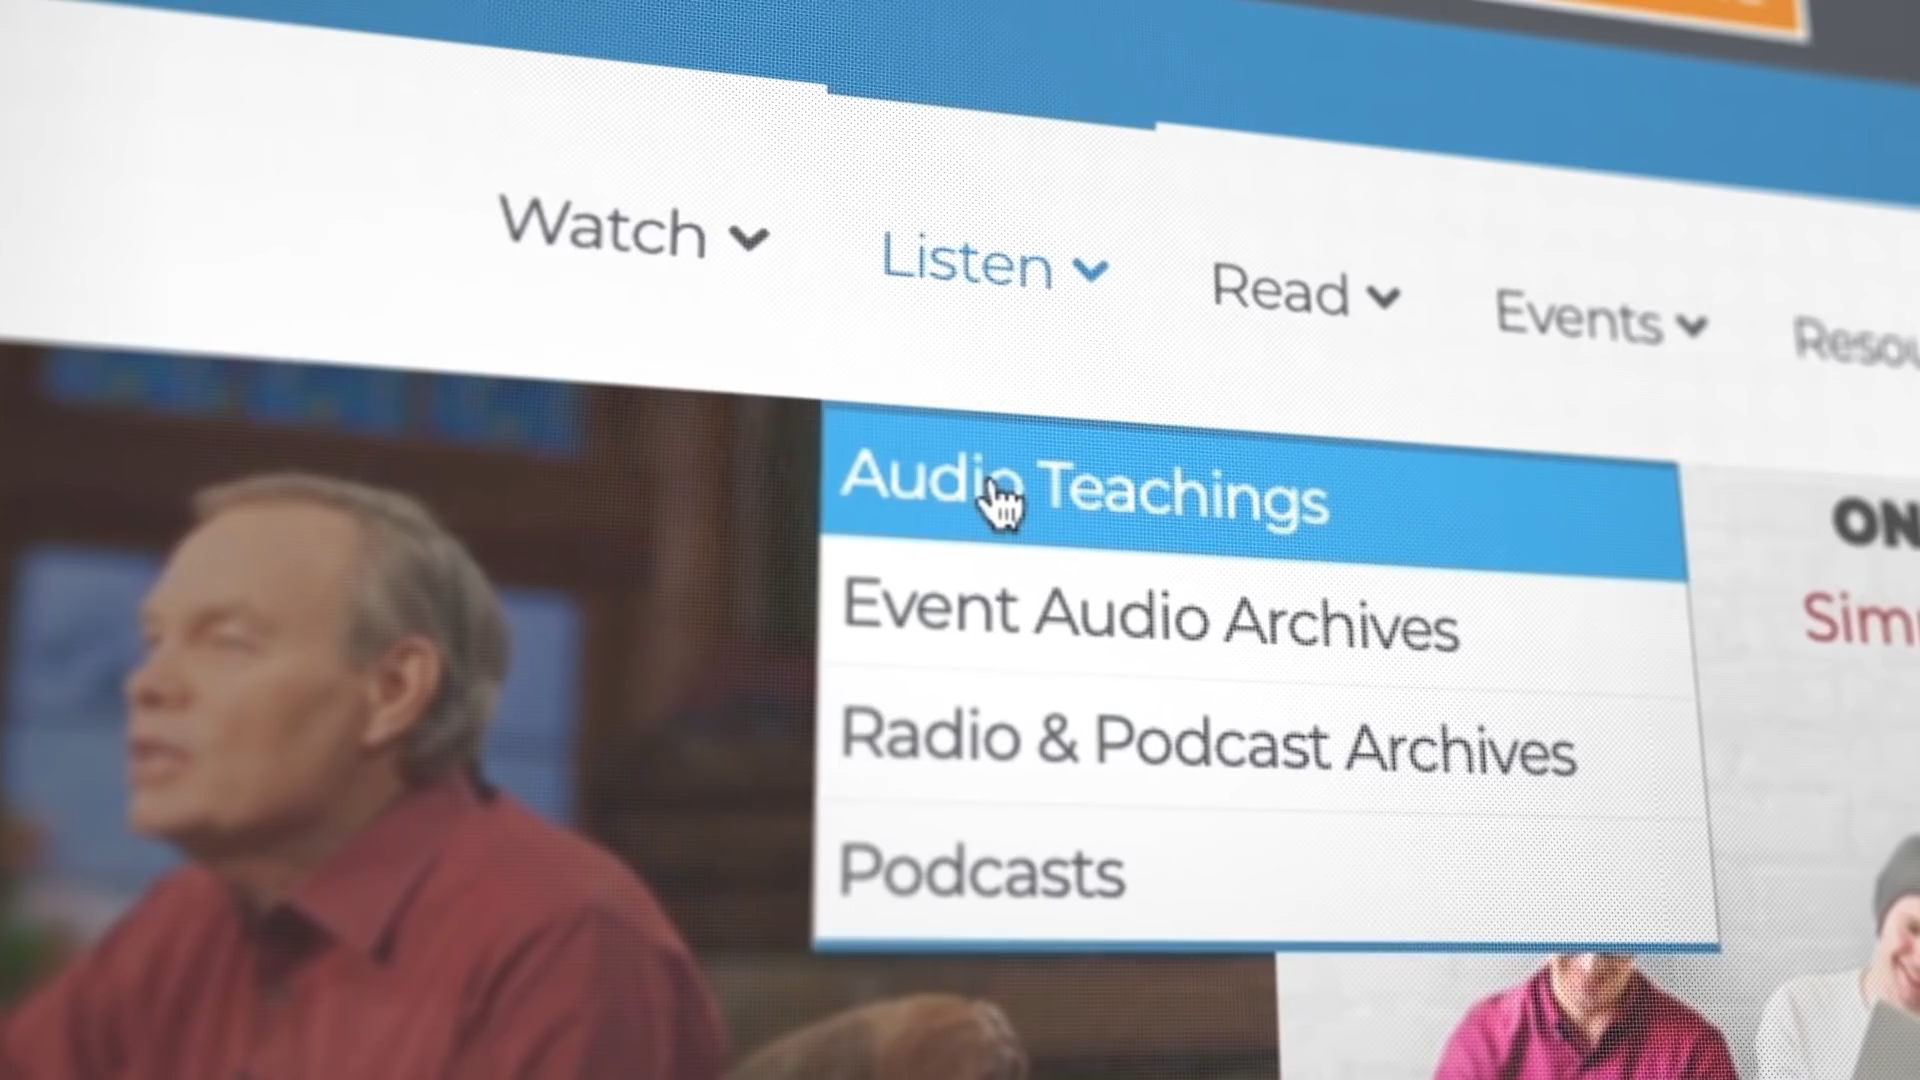 Watch
Listen
Read
Events
Audio Teachings
Event Audio Archives
Radio & Podcast Archives
Podcasts